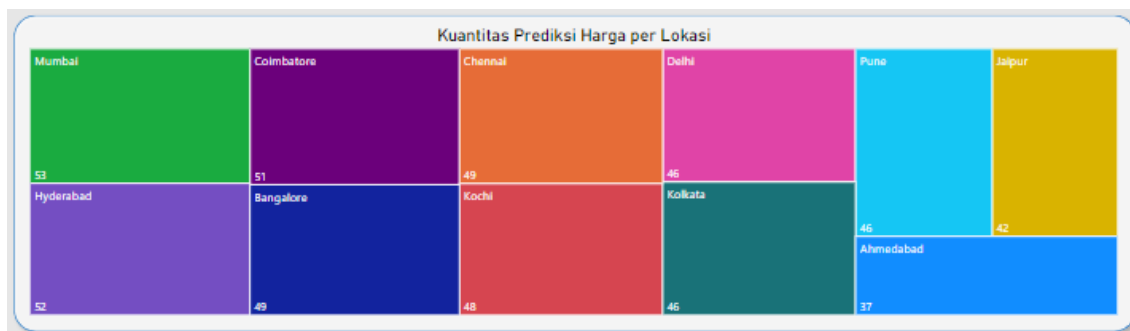 Kuantitas Prediksi Harga per Lokasi
Mumbai
53
Hyderabad
52
Coimbatore
51
Bangalore
49
Chennai
49
Kochi
48
Delhi
46
Kolkata
46
Pune
46
Jaipur
42
Ahmedabad
37